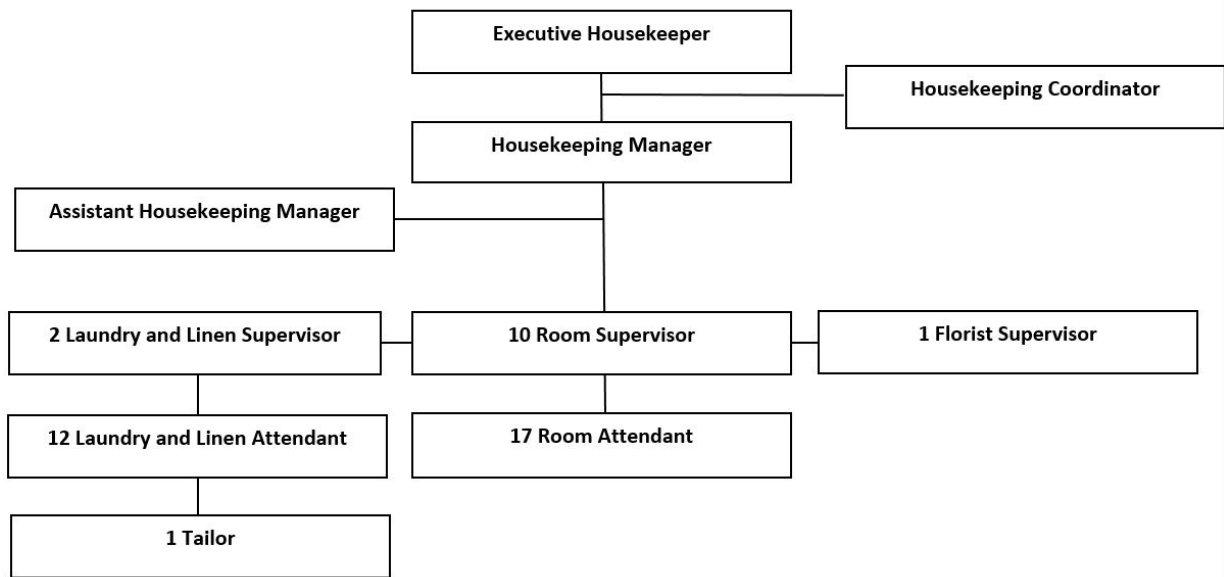 Executive Housekeeper
Housekeeping Coordinator
Housekeeping Manager
Assistant Housekeeping Manager
2 Laundry and Linen Supervisor
10 Room Supervisor
1 Florist Supervisor
12 Laundry and Linen Attendant
17 Room Attendant
1 Tailor